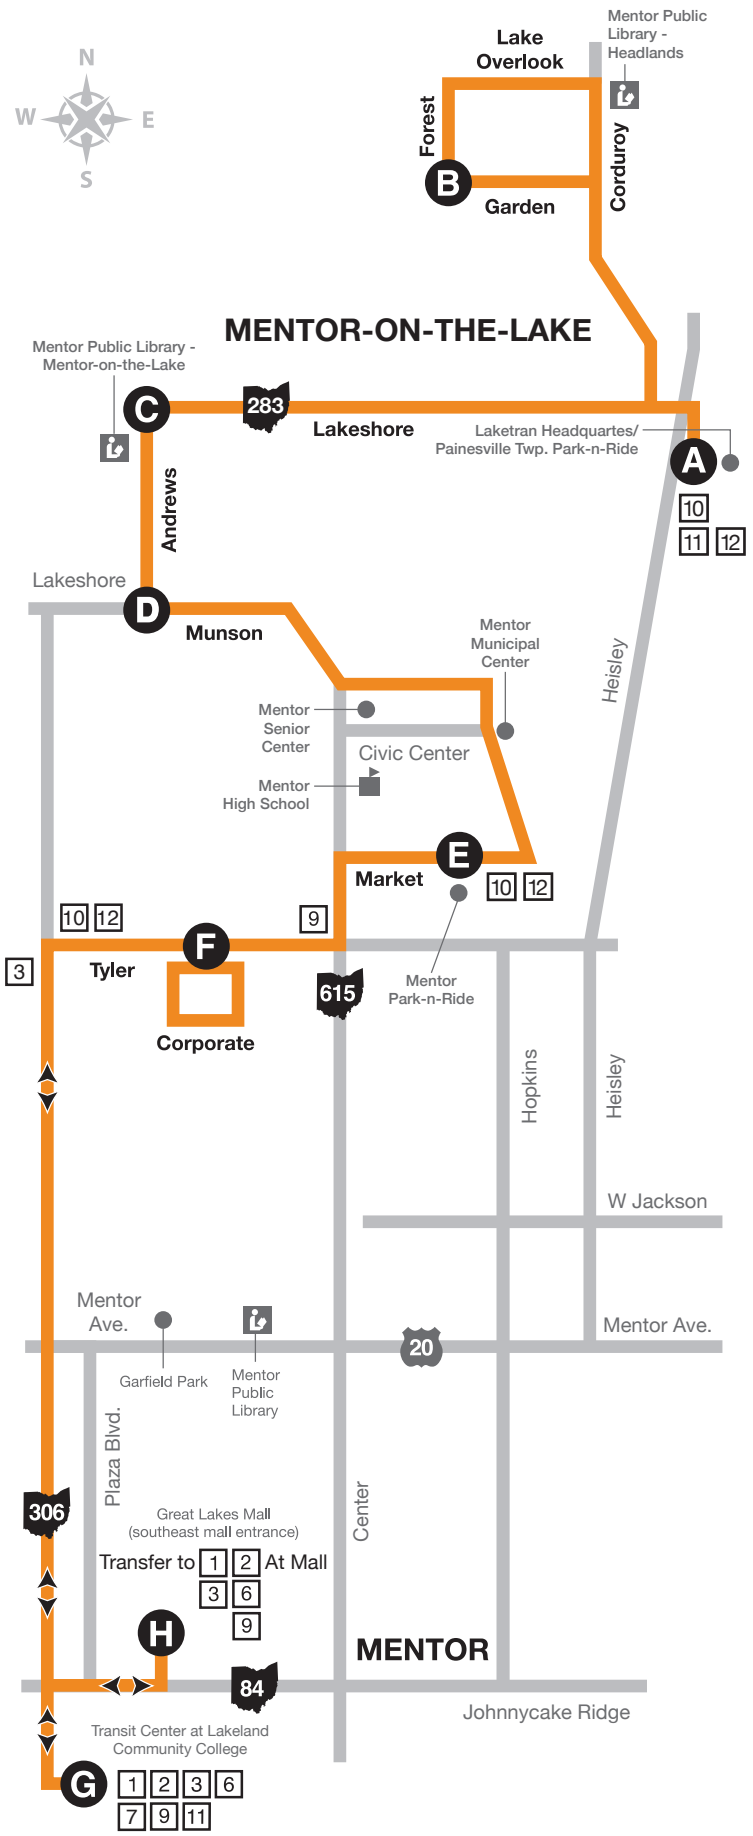 Mentor Public
Library -
Headlands
Lake
Overlook
N
W
E
S
Forest
Corduroy
B
Garden
MENTOR-ON-THE-LAKE
Mentor Public Library -
Mentor-on-the-Lake
C
283
Lakeshore
Laketran Headquartes/
Painesville Twp. Park-n-Ride
A
10
11 12
Andrews
Lakeshore
D
Munson
Mentor
Municipal
Center
Heisley
Mentor
Senior
Center
Civic Center
Mentor
High School
E
Market
10 12
10 12
9
F
3
Tyler
Mentor
Park-n-Ride
615
Corporate
Hopkins
Heisley
W Jackson
Mentor
Ave.
Mentor Ave.
20
Garfield Park
Mentor
Public
Library
Plaza Blvd.
306
Center
Great Lakes Mall
(southeast mall entrance)
Transfer to 1 2 At Mall
3 6
9
H
MENTOR
84
Johnnycake Ridge
Transit Center at Lakeland
Community College
G
1 2 3 6
7 9 11